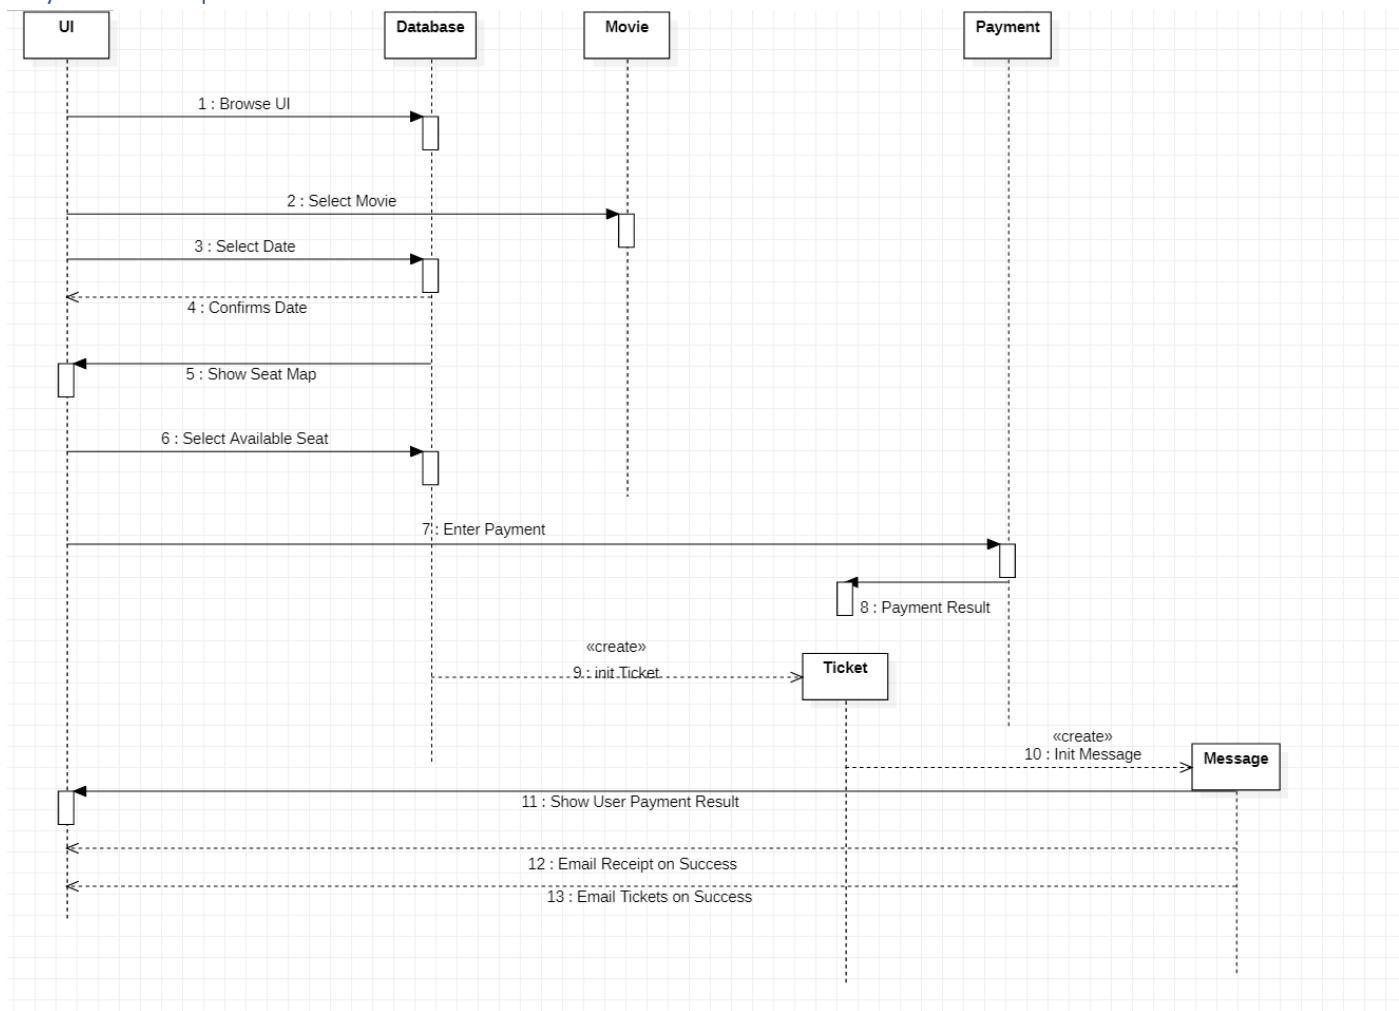 UI
Database
Movie
Payment
1 : Browse UI
2 : Select Movie
3 : Select Date
4 : Confirms Date
5 : Show Seat Map
6 : Select Available Seat
7 : Enter Payment
8 : Payment Result
«create»
9 : init Ticket
Ticket
«create»
10 : Init Message
Message
11 : Show User Payment Result
12 : Email Receipt on Success
13 : Email Tickets on Success